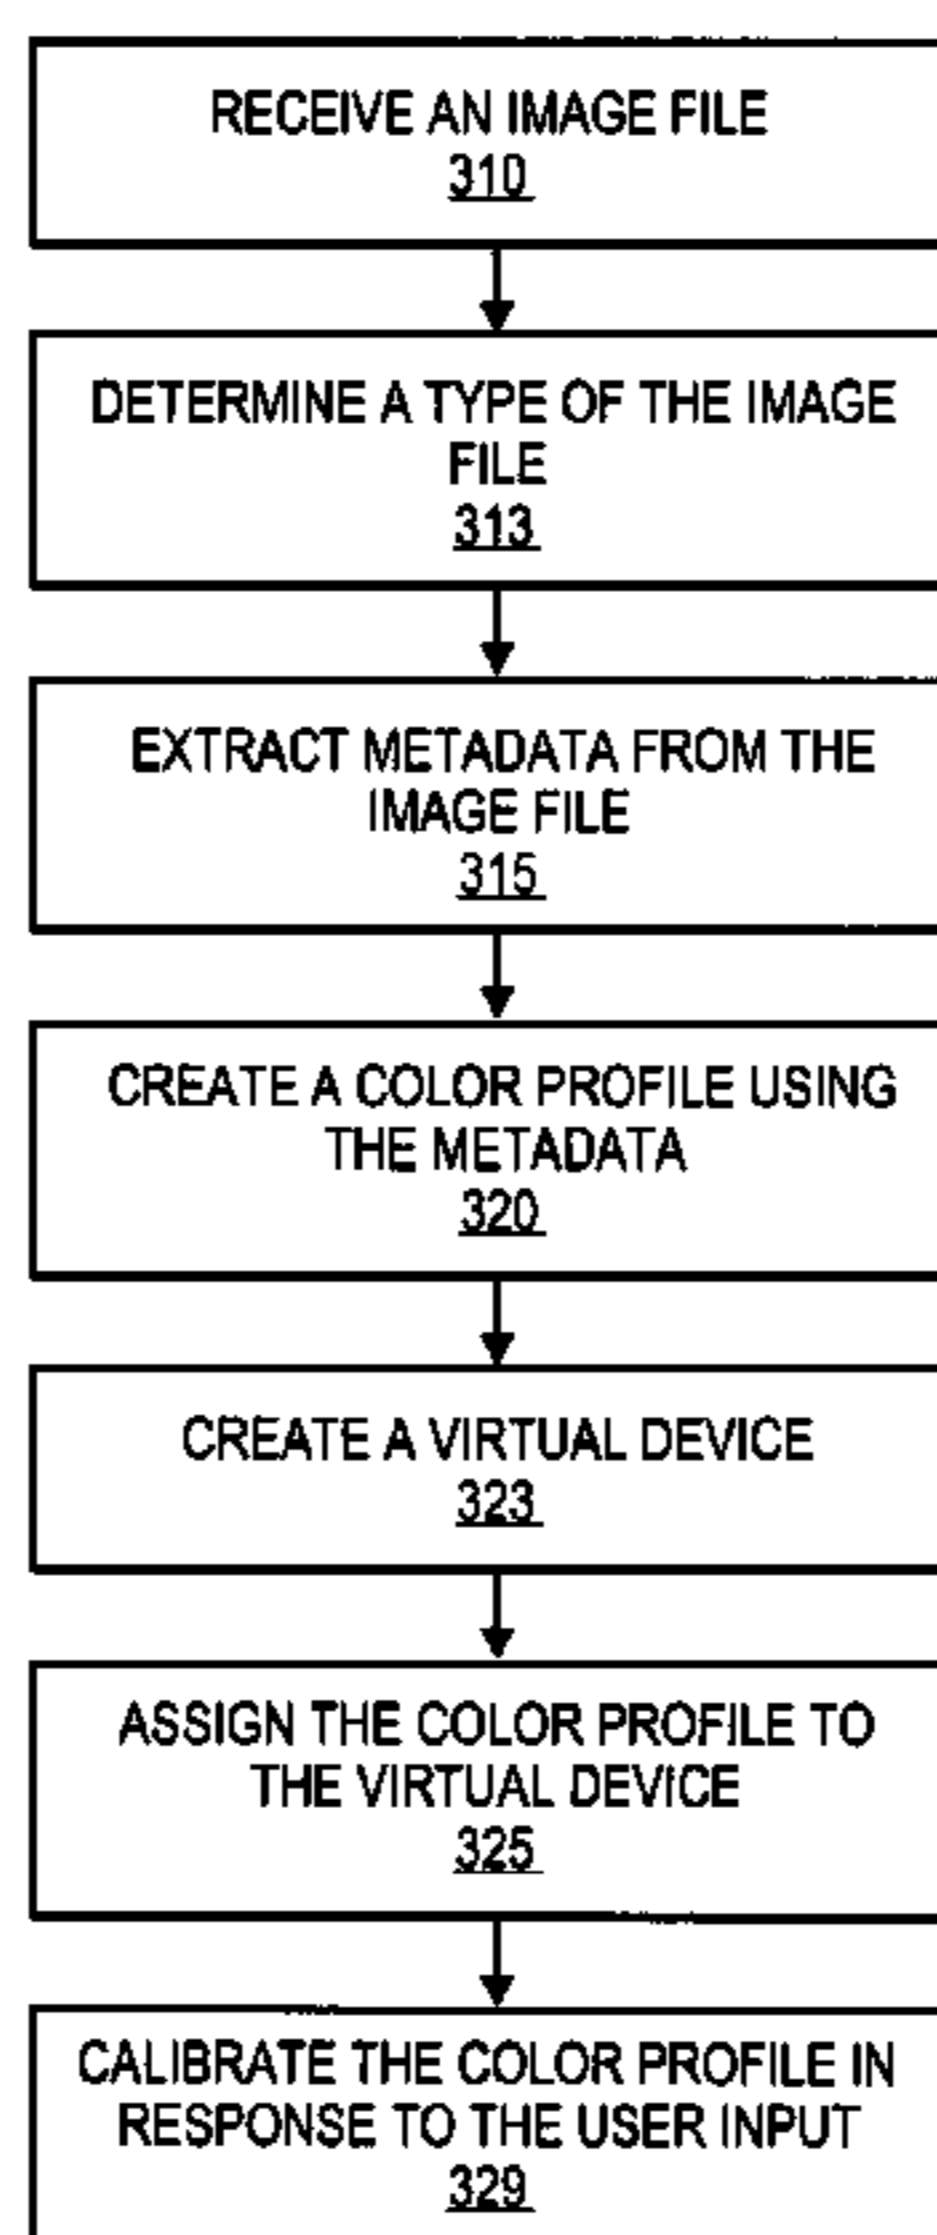 RECEIVE AN IMAGE FILE
310
DETERMINE A TYPE OF THE IMAGE
FILE
313
EXTRACT METADATA FROM THE
IMAGE FILE
315
CREATE A COLOR PROFILE USING
THE METADATA
320
CREATE A VIRTUAL DEVICE
323
ASSIGN THE COLOR PROFILE TO
THE VIRTUAL DEVICE
325
CALIBRATE THE COLOR PROFILE IN
RESPONSE TO THE USER INPUT
329